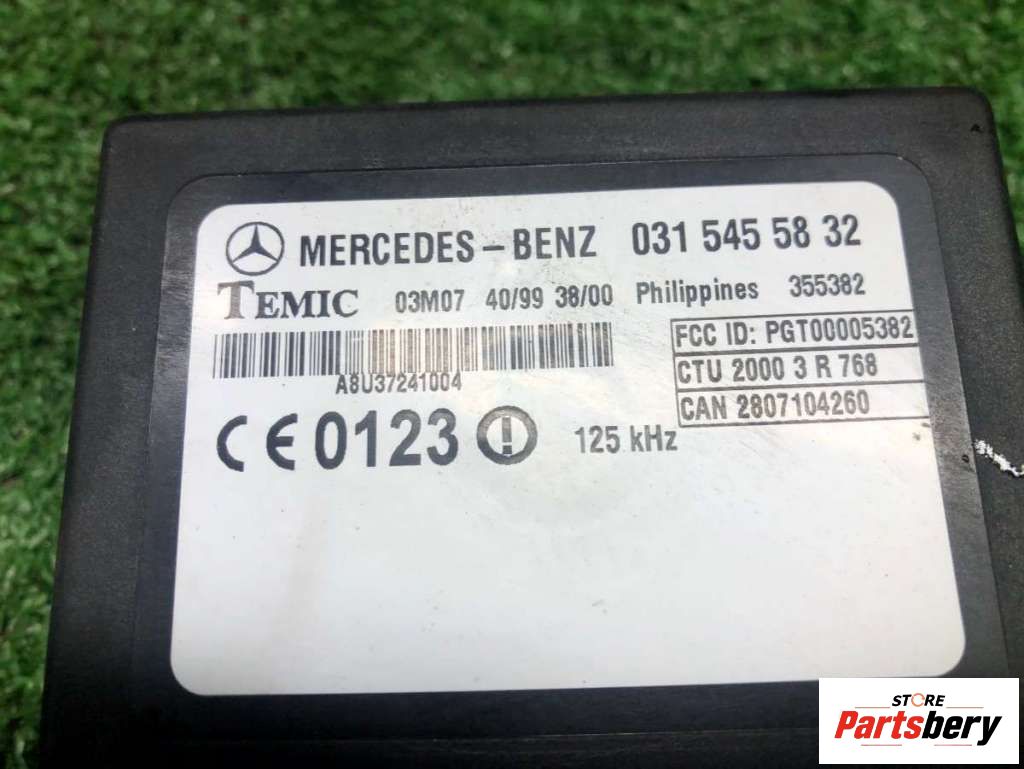 MERCEDES – BENZ 031 545 58 32
TEMIC 03M07 40/99 38/00 Philippines 355382
FCC ID: PGT00005382
CTU 2000 3 R 768
CAN 2807104260
A8U37241004
CE 0123 125 kHz
STORE
Partsbery